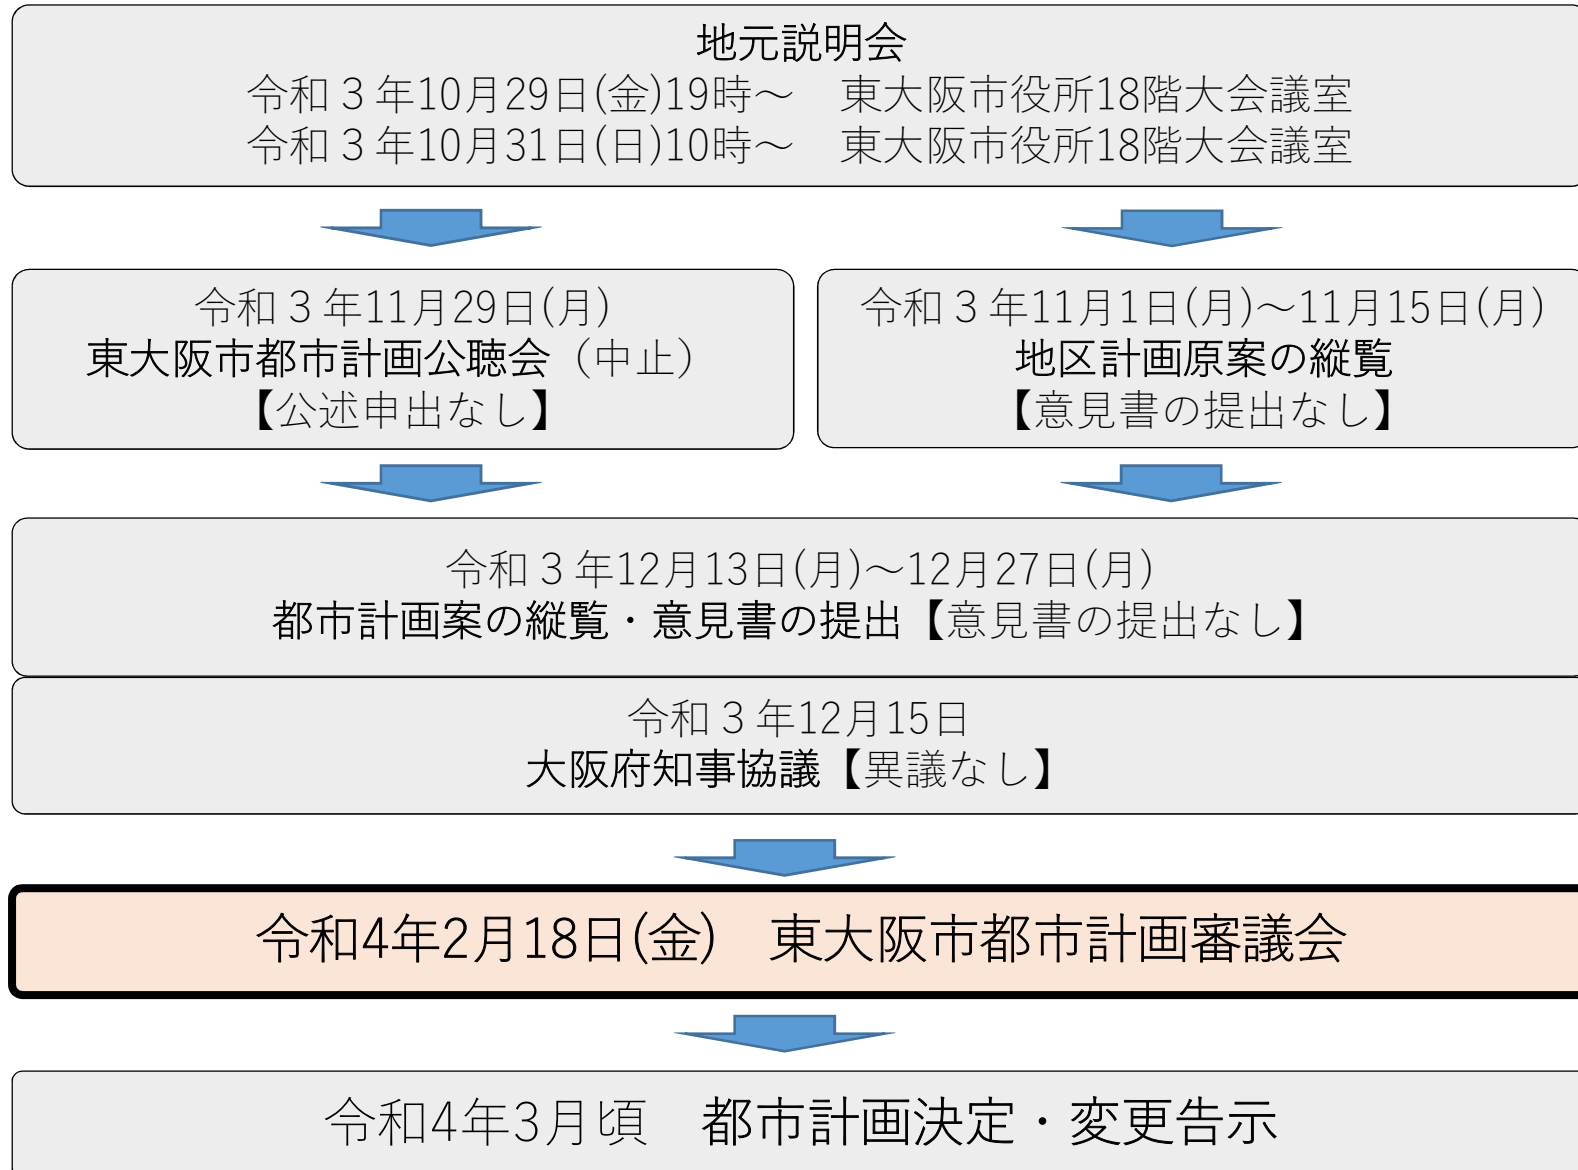 地元説明会
令和３年10月29日(金)19時～　東大阪市役所18階大会議室
令和３年10月31日(日)10時～　東大阪市役所18階大会議室
令和３年11月29日(月)
東大阪市都市計画公聴会（中止）
【公述申出なし】
令和３年11月1日(月)～11月15日(月)
地区計画原案の縦覧
【意見書の提出なし】
令和３年12月13日(月)～12月27日(月)
都市計画案の縦覧・意見書の提出【意見書の提出なし】
令和３年12月15日
大阪府知事協議【異議なし】
令和4年2月18日(金)　東大阪市都市計画審議会
令和4年3月頃　都市計画決定・変更告示